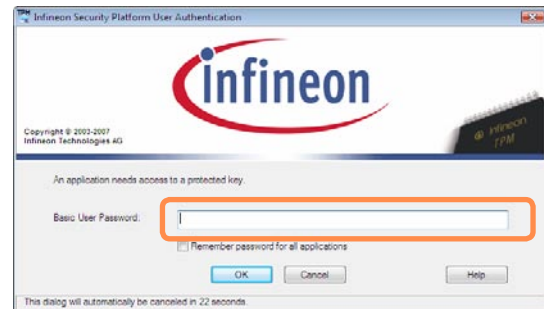 TPM Infineon Security Platform User Authentication
infineon
Copyright © 2003-2007
Infineon Technologies AG
infineon
TPM
An application needs access to a protected key.
Basic User Password:
Remember password for all applications
OK Cancel Help
This dialog will automatically be canceled in 22 seconds.